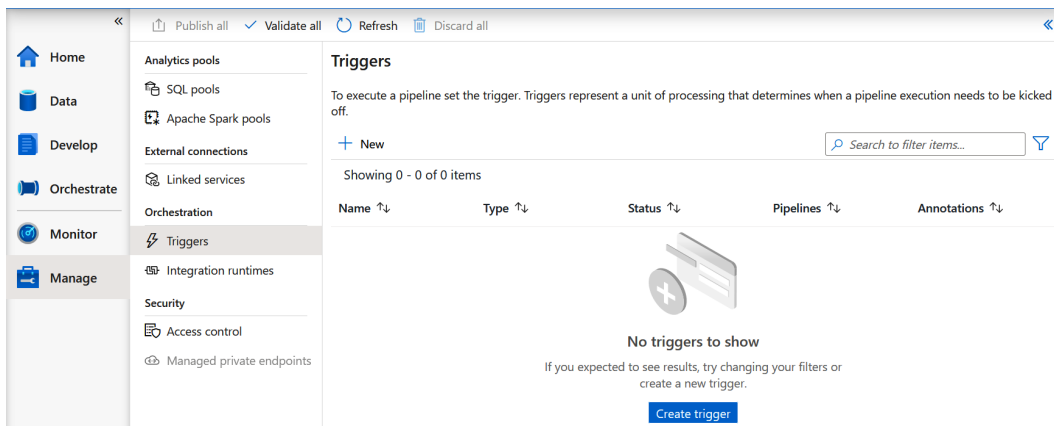 Publish all Validate all Refresh Discard all
Home
Data
Develop
Orchestrate
Monitor
Manage
Analytics pools
SQL pools
Apache Spark pools
External connections
Linked services
Orchestration
Triggers
Integration runtimes
Security
Access control
Managed private endpoints
Triggers
To execute a pipeline set the trigger. Triggers represent a unit of processing that determines when a pipeline execution needs to be kicked
off.
New
Search to filter items...
Showing 0 - 0 of 0 items
Name Type Status Pipelines Annotations
No triggers to show
If you expected to see results, try changing your filters or
create a new trigger.
Create trigger